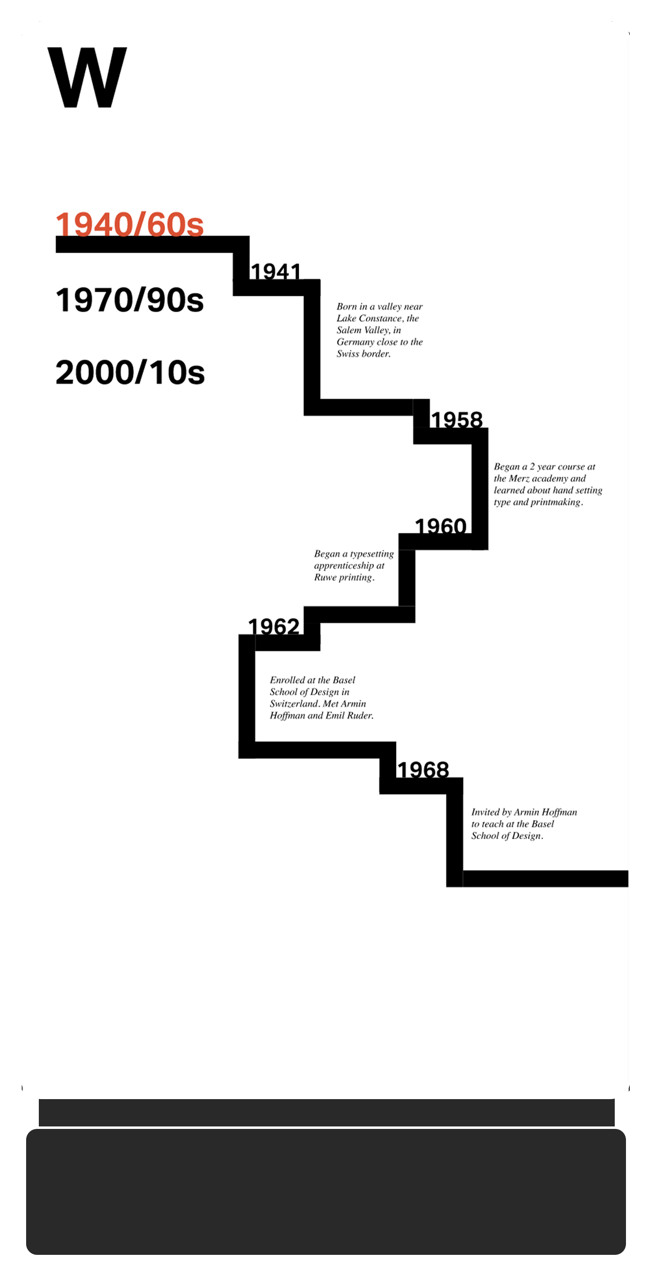 W
1940/60s
1941
1970/90s
Born in a valley near
Lake Constance, the
Salem Valley, in
Germany close to the
Swiss border.
2000/10s
1958
Began a 2 year course at
the Merz academy and
learned about hand setting
type and printmaking.
1960
Began a typesetting
apprenticeship at
Ruwe printing.
1962
Enrolled at the Basel
School of Design in
Switzerland. Met Armin
Hoffman and Emil Ruder.
1968
Invited by Armin Hoffman
to teach at the Basel
School of Design.